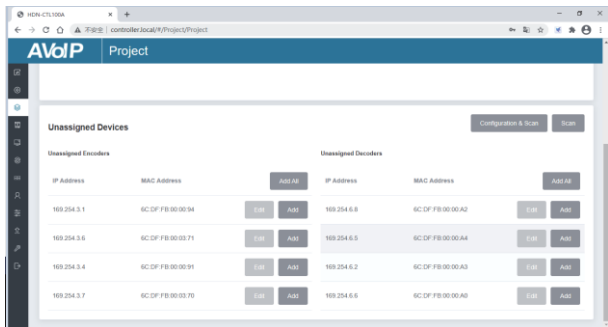 HDN-CTL100A
不安全 | controller.local/#/Project/Project
AVoIP Project
Unassigned Devices Configuration & Scan Scan
Unassigned Encoders Unassigned Decoders
IP Address MAC Address Add All IP Address MAC Address Add All
169.254.3.1 6C:DF:FB:00:00:94 Edit Add 169.254.6.8 6C:DF:FB:00:00:A2 Edit Add
169.254.3.6 6C:DF:FB:00:03:71 Edit Add 169.254.6.5 6C:DF:FB:00:00:A4 Edit Add
169.254.3.4 6C:DF:FB:00:00:91 Edit Add 169.254.6.2 6C:DF:FB:00:00:A3 Edit Add
169.254.3.7 6C:DF:FB:00:03:70 Edit Add 169.254.6.6 6C:DF:FB:00:00:A0 Edit Add